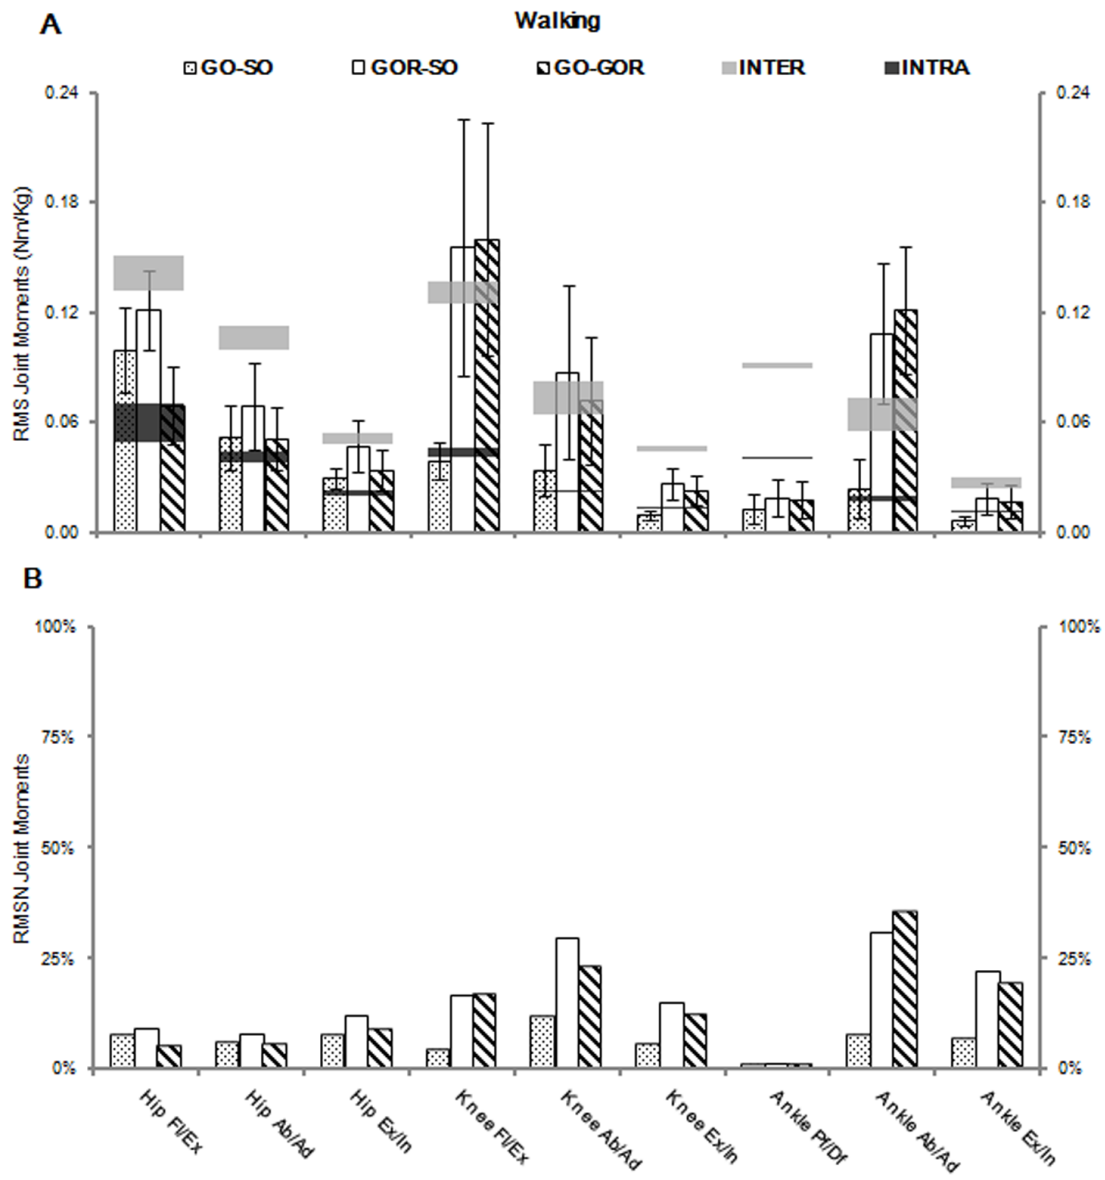 A
Walking
GO-SO GOR-SO GO-GOR INTER INTRA
RMS Joint Moments (Nm/Kg)
0.24 0.24
0.18 0.18
0.12 0.12
0.06 0.06
0.00 0.00
B
RMSN Joint Moments
100% 100%
75% 75%
50% 50%
25% 25%
0% 0%
Hip Fl/Ex
Hip Ab/Ad
Hip Ex/In
Knee Fl/Ex
Knee Ab/Ad
Knee Ex/In
Ankle Pf/Df
Ankle Ab/Ad
Ankle Ex/In